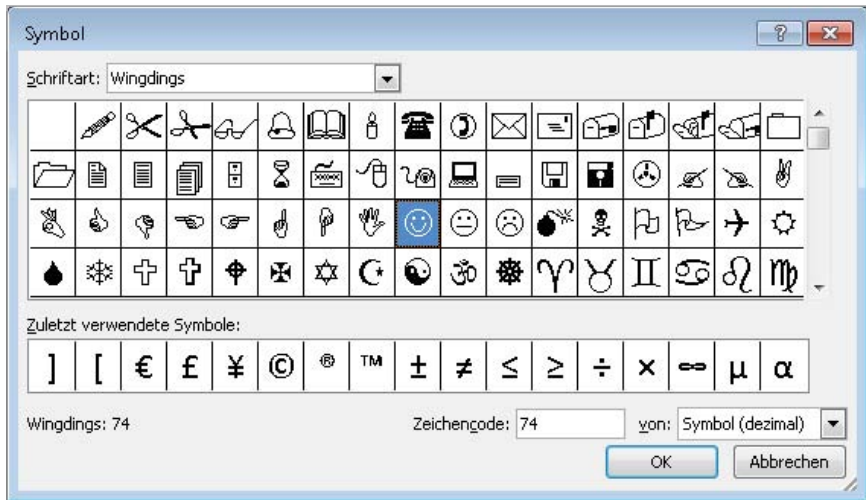 Symbol
Schriftart: Wingdings
Zuletzt verwendete Symbole:
] [ € £ ¥ © ® ™ ± ≠ ≤ ≥ ÷ × ∞ µ α
Wingdings: 74 Zeichencode: 74 von: Symbol (dezimal)
OK Abbrechen